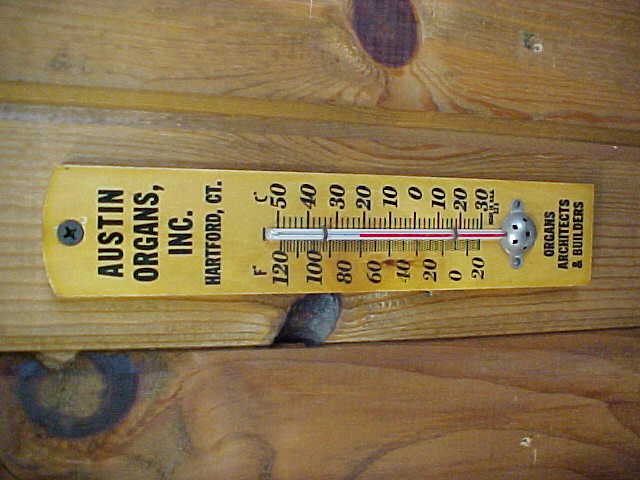 AUSTIN
ORGANS,
INC.
HARTFORD, CT.
F C
120 50
100 40
80 30
60 20
40 10
20 0
0 10
20 20
30
ORGANS
ARCHITECTS
& BUILDERS